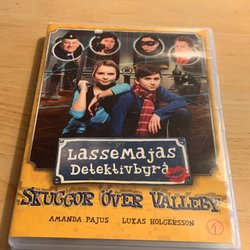 LasseMajas
Detektivbyrå
SKUGGOR ÖVER VALLEBY
AMANDA PAJUS LUKAS HOLGERSSON